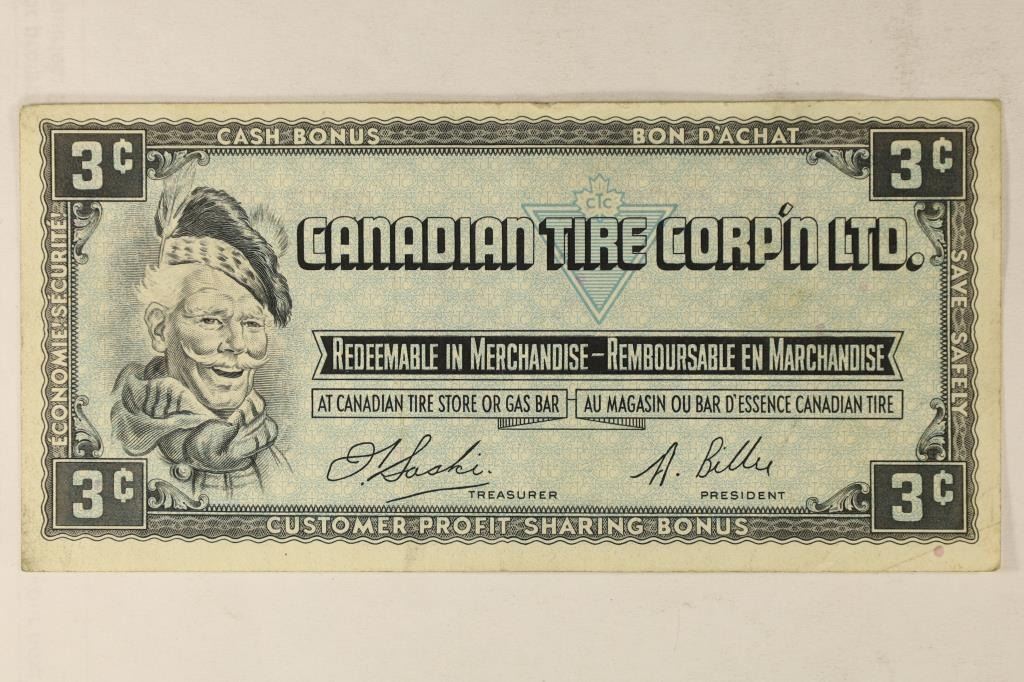 CASH BONUS BON D'ACHAT
3¢ 3¢
CTC
CANADIAN TIRE CORP'N LTD.
ÉCONOMIE! SÉCURITÉ!
SAVE SAFELY
REDEEMABLE IN MERCHANDISE – REMBOURSABLE EN MARCHANDISE
AT CANADIAN TIRE STORE OR GAS BAR AU MAGASIN OU BAR D'ESSENCE CANADIAN TIRE
TREASURER PRESIDENT
3¢ 3¢
CUSTOMER PROFIT SHARING BONUS